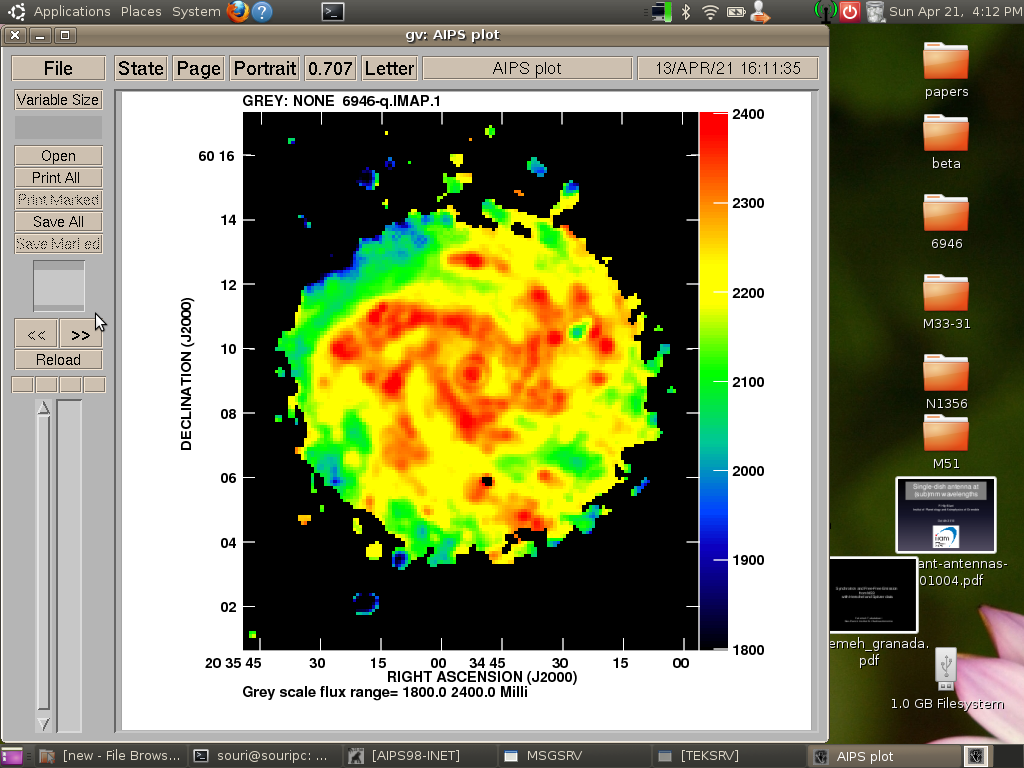 Applications Places System
Sun Apr 21, 4:12 PM
gv: AIPS plot
File
State
Page
Portrait
0.707
Letter
AIPS plot
13/APR/21 16:11:35
Variable Size
Open
Print All
Print Marked
Save All
Save Marked
<<
>>
Reload
GREY: NONE 6946-q.IMAP.1
60 16
14
12
10
08
06
04
02
DECLINATION (J2000)
20 35 45
30
15
00
34 45
30
15
00
RIGHT ASCENSION (J2000)
Grey scale flux range= 1800.0 2400.0 Milli
2400
2300
2200
2100
2000
1900
1800
papers
beta
6946
M33-31
N1356
M51
Single-dish antenna at
(sub)mm wavelengths
iram
ant-antennas-
01004.pdf
emeh_granada.
pdf
1.0 GB Filesystem
[new - File Brows...
souri@souripc: ...
[AIPS98-INET]
MSGSRV
[TEKSRV]
AIPS plot